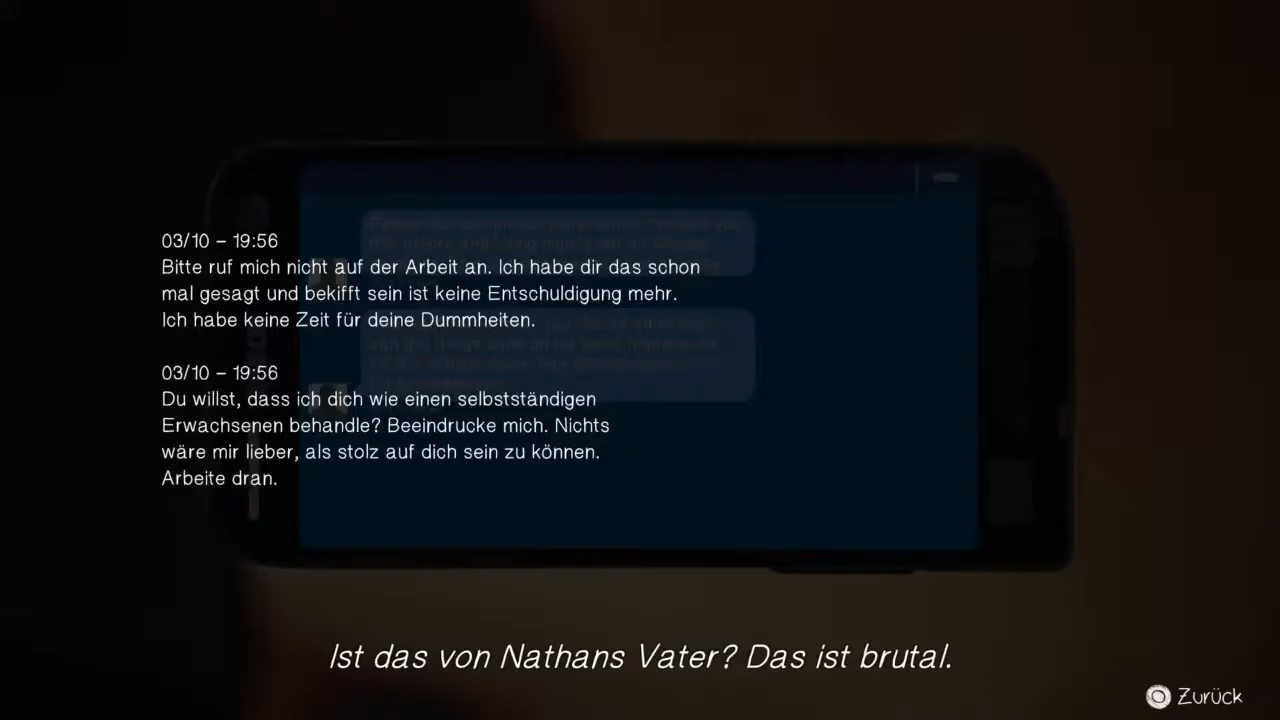 03/10 – 19:56
Bitte ruf mich nicht auf der Arbeit an. Ich habe dir das schon
mal gesagt und bekifft sein ist keine Entschuldigung mehr.
Ich habe keine Zeit für deine Dummheiten.
03/10 – 19:56
Du willst, dass ich dich wie einen selbstständigen
Erwachsenen behandle? Beeindrucke mich. Nichts
wäre mir lieber, als stolz auf dich sein zu können.
Arbeite dran.
Ist das von Nathans Vater? Das ist brutal.
Zurück